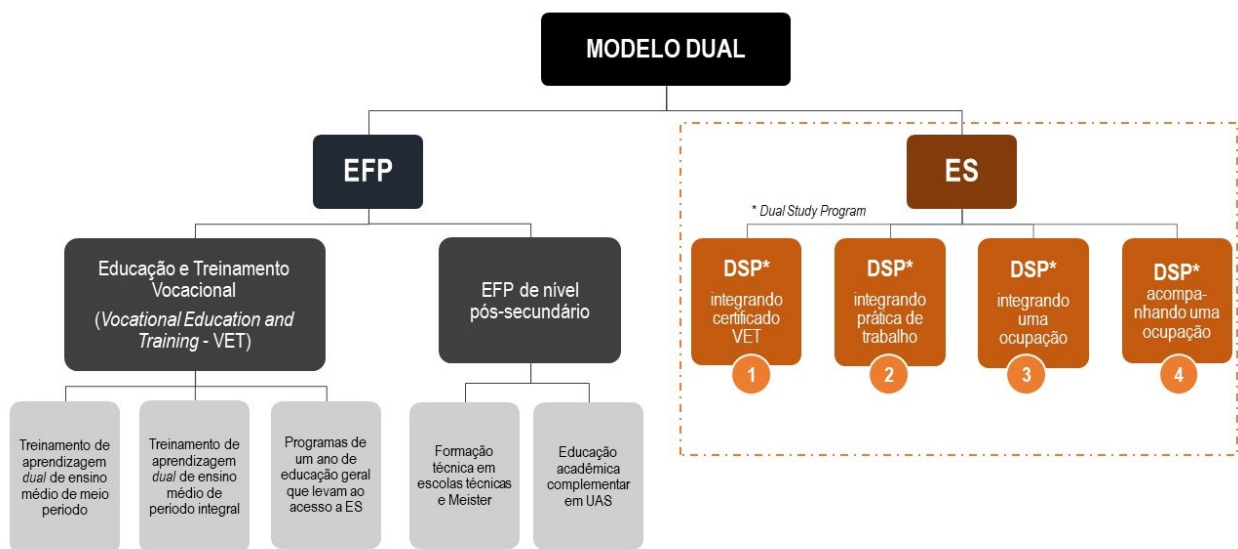 MODELO DUAL
EFP
ES
* Dual Study Program
Educação e Treinamento
Vocacional
(Vocational Education and
Training - VET)
EFP de nível
pós-secundário
DSP*
integrando
certificado
VET
1
DSP*
integrando
prática de
trabalho
2
DSP*
integrando
uma
ocupação
3
DSP*
acompa-
nhando uma
ocupação
4
Treinamento de
aprendizagem
dual de ensino
médio de meio
período
Treinamento de
aprendizagem
dual de ensino
médio de
período integral
Programas de
um ano de
educação geral
que levam ao
acesso a ES
Formação
técnica em
escolas técnicas
e Meister
Educação
acadêmica
complementar
em UAS